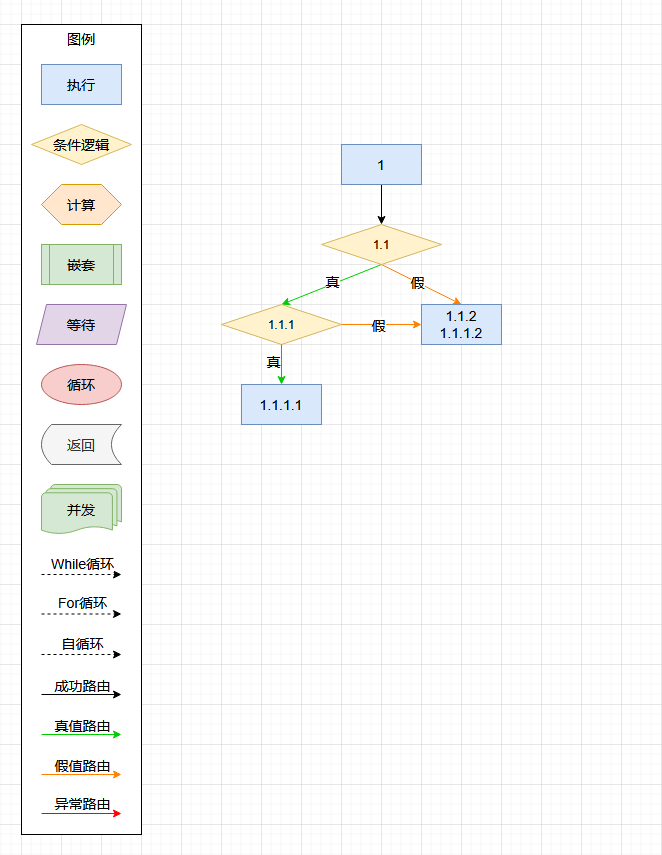 图例
执行
条件逻辑
计算
嵌套
等待
循环
返回
并发
While循环
For循环
自循环
成功路由
真值路由
假值路由
异常路由
1
1.1
真
假
1.1.1
假
1.1.2
1.1.1.2
真
1.1.1.1